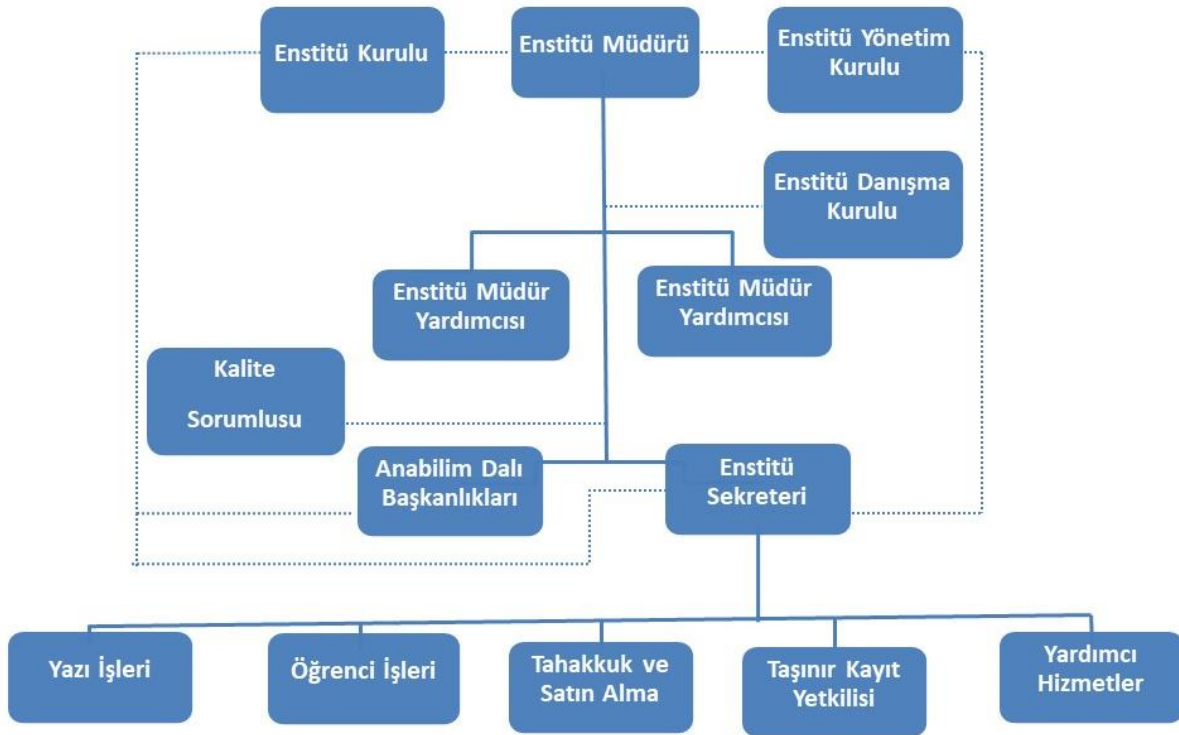 Enstitü Kurulu
Enstitü Müdürü
Enstitü Yönetim
Kurulu
Enstitü Danışma
Kurulu
Enstitü Müdür
Yardımcısı
Enstitü Müdür
Yardımcısı
Kalite
Sorumlusu
Anabilim Dalı
Başkanlıkları
Enstitü
Sekreteri
Yazı İşleri
Öğrenci İşleri
Tahakkuk ve
Satın Alma
Taşınır Kayıt
Yetkilisi
Yardımcı
Hizmetler